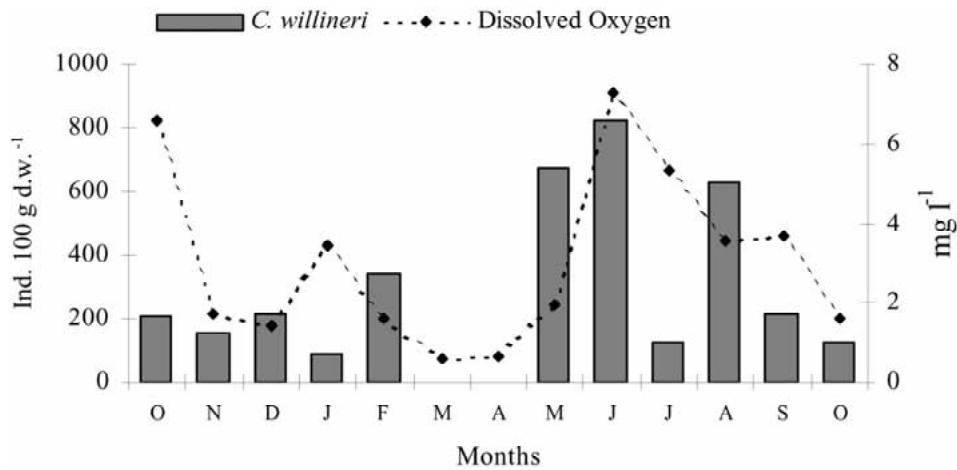 C. willineri Dissolved Oxygen
1000
800
600
400
200
0
Ind. 100 g d.w.⁻¹
8
6
4
2
0
mg l⁻¹
O N D J F M A M J J A S O
Months